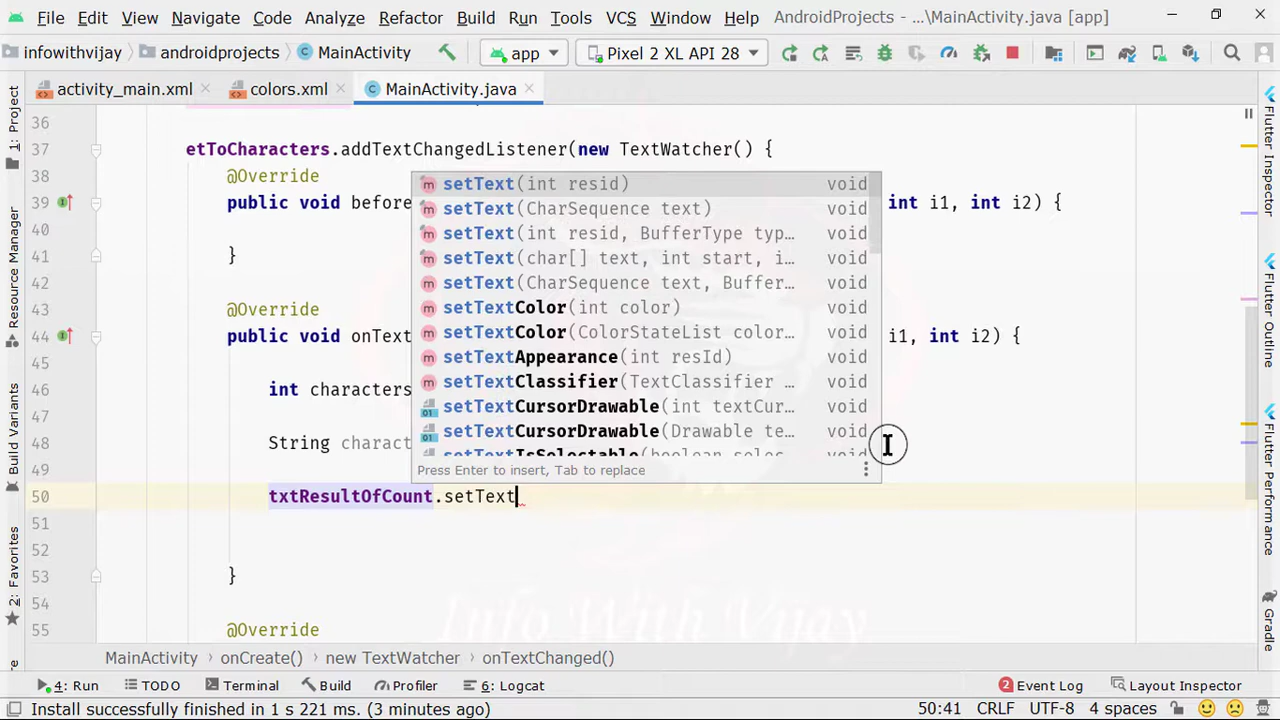 File Edit View Navigate Code Analyze Refactor Build Run Tools VCS Window Help AndroidProjects - ...\MainActivity.java [app]
infowithvijay androidprojects MainActivity app Pixel 2 XL API 28
activity_main.xml colors.xml MainActivity.java
36
37 etToCharacters.addTextChangedListener(new TextWatcher() {
38 @Override
39 public void before int i1, int i2) {
40
41 }
42
43 @Override
44 public void onText i1, int i2) {
45
46 int characters
47
48 String charact
49
50 txtResultOfCount.setText
51
52
53 }
54
55 @Override
setText(int resid) void
setText(CharSequence text) void
setText(int resid, BufferType typ... void
setText(char[] text, int start, i... void
setText(CharSequence text, Buffer... void
setTextColor(int color) void
setTextColor(ColorStateList color... void
setTextAppearance(int resId) void
setTextClassifier(TextClassifier ... void
setTextCursorDrawable(int textCur... void
setTextCursorDrawable(Drawable te... void
setTextIsSelectable(boolean selec... void
Press Enter to insert, Tab to replace
Info With Vijay
1: Project
Resource Manager
Build Variants
2: Favorites
Flutter Inspector
Flutter Outline
Flutter Performance
Gradle
MainActivity onCreate() new TextWatcher onTextChanged()
4: Run TODO Terminal Build Profiler 6: Logcat 2 Event Log Layout Inspector
Install successfully finished in 1 s 221 ms. (3 minutes ago) 50:41 CRLF UTF-8 4 spaces